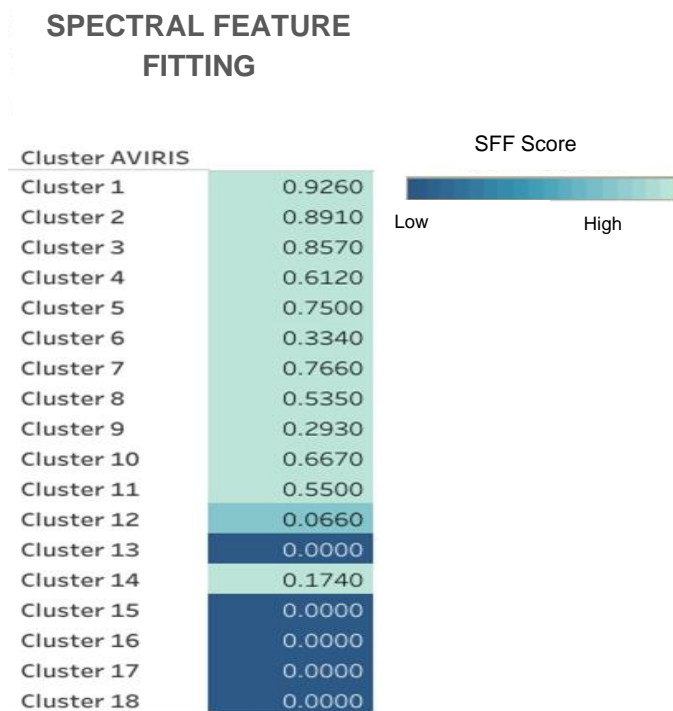 SPECTRAL FEATURE
FITTING
SFF Score
Low High
Cluster AVIRIS
Cluster 1 0.9260
Cluster 2 0.8910
Cluster 3 0.8570
Cluster 4 0.6120
Cluster 5 0.7500
Cluster 6 0.3340
Cluster 7 0.7660
Cluster 8 0.5350
Cluster 9 0.2930
Cluster 10 0.6670
Cluster 11 0.5500
Cluster 12 0.0660
Cluster 13 0.0000
Cluster 14 0.1740
Cluster 15 0.0000
Cluster 16 0.0000
Cluster 17 0.0000
Cluster 18 0.0000